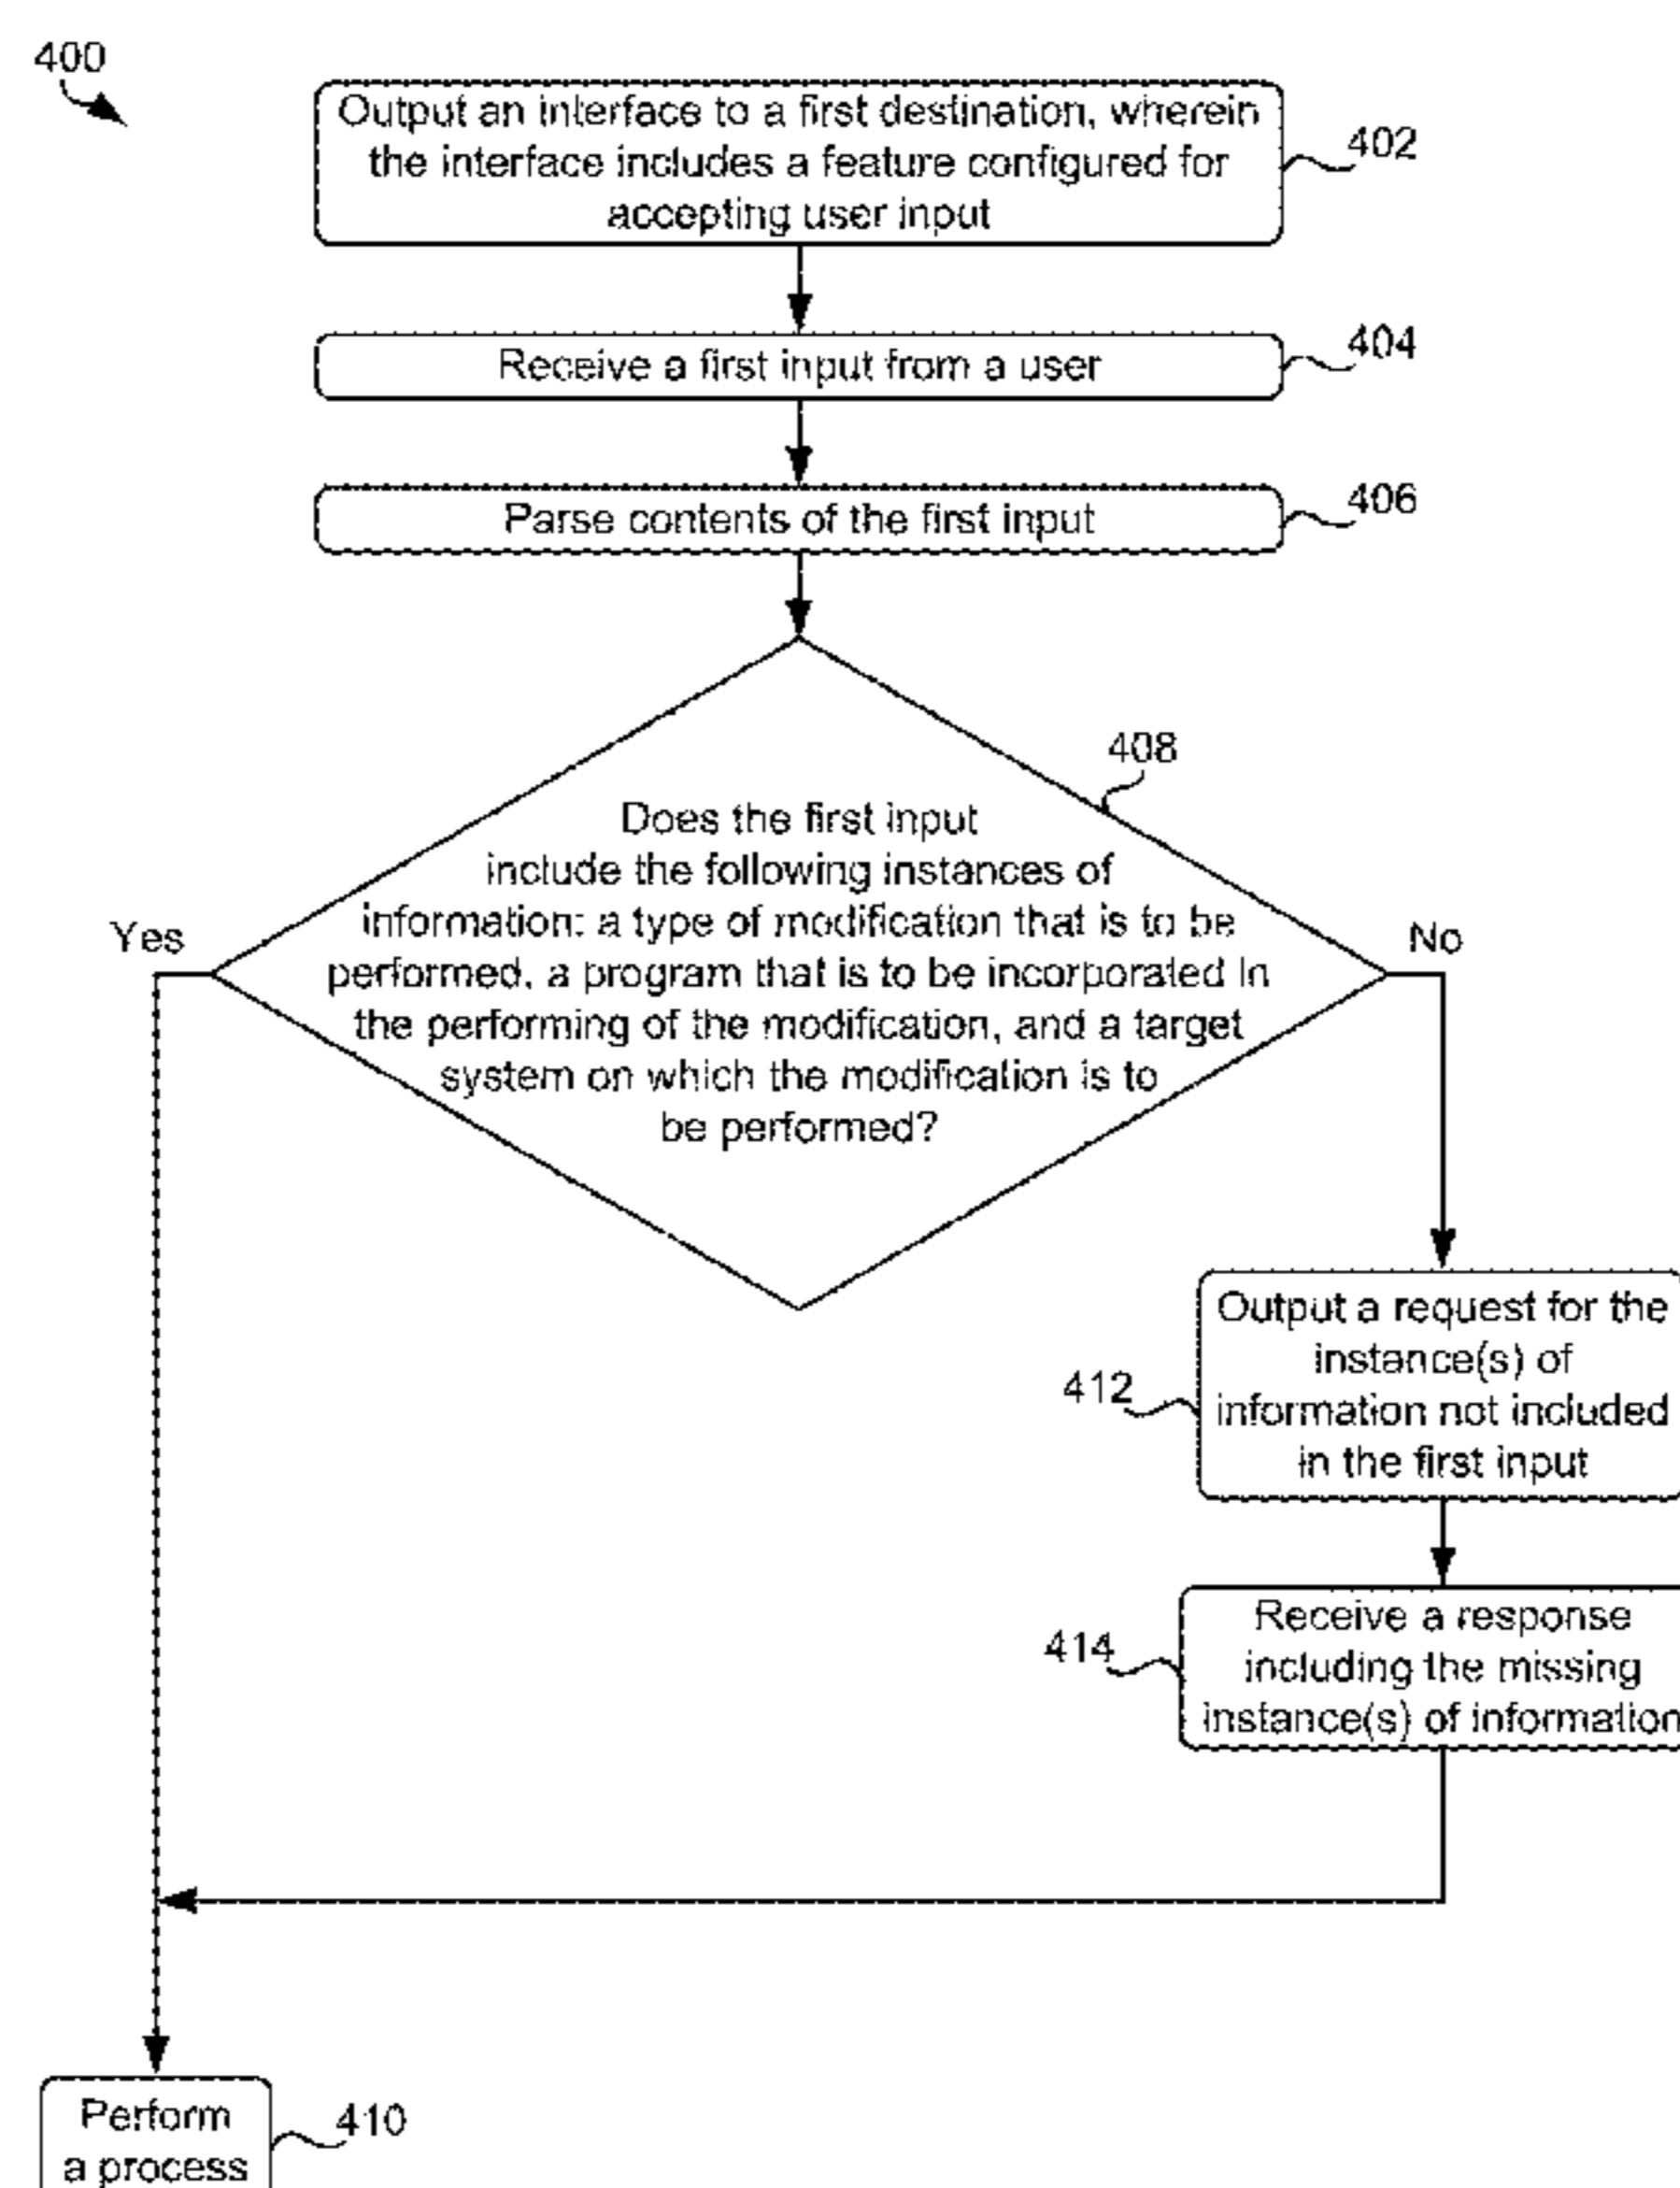 400
Output an interface to a first destination, wherein
the interface includes a feature configured for
accepting user input
402
Receive a first input from a user
404
Parse contents of the first input
406
408
Does the first input
include the following instances of
information: a type of modification that is to be
performed, a program that is to be incorporated in
the performing of the modification, and a target
system on which the modification is to
be performed?
Yes
No
Output a request for the
instance(s) of
information not included
in the first input
412
Receive a response
including the missing
instance(s) of information
414
Perform
a process
410